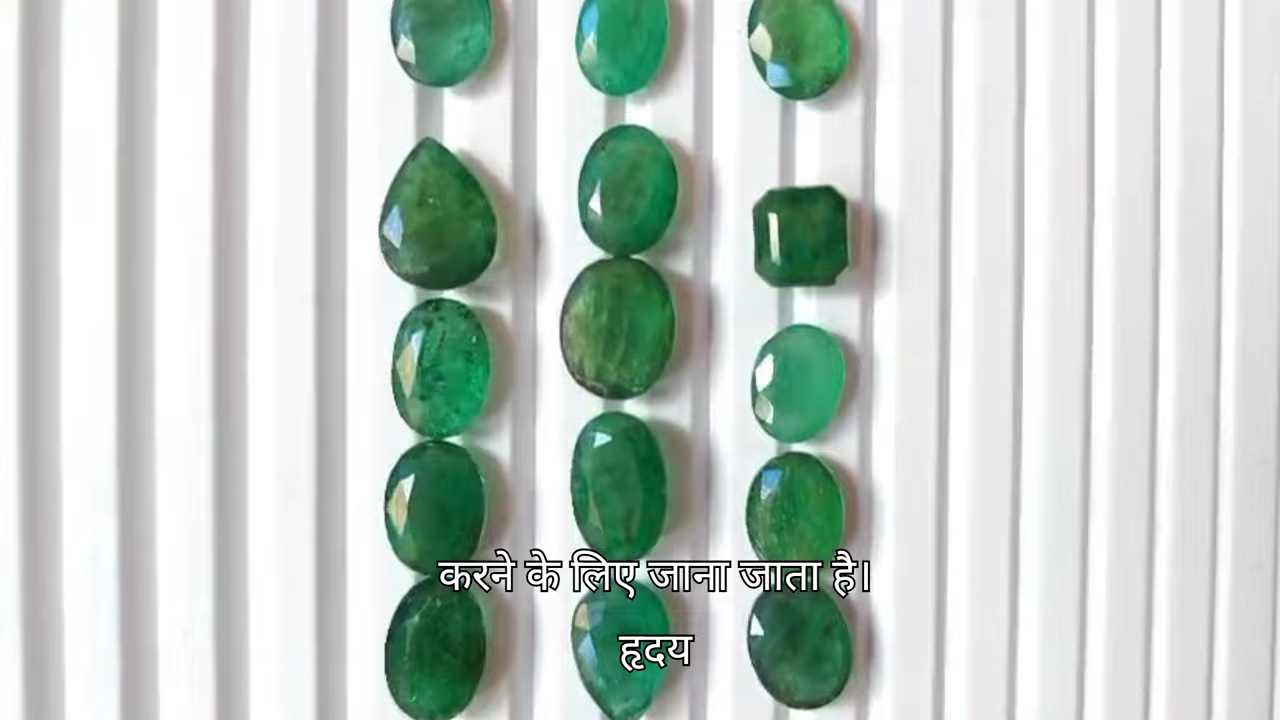 करने के लिए जाना जाता है।
हृदय